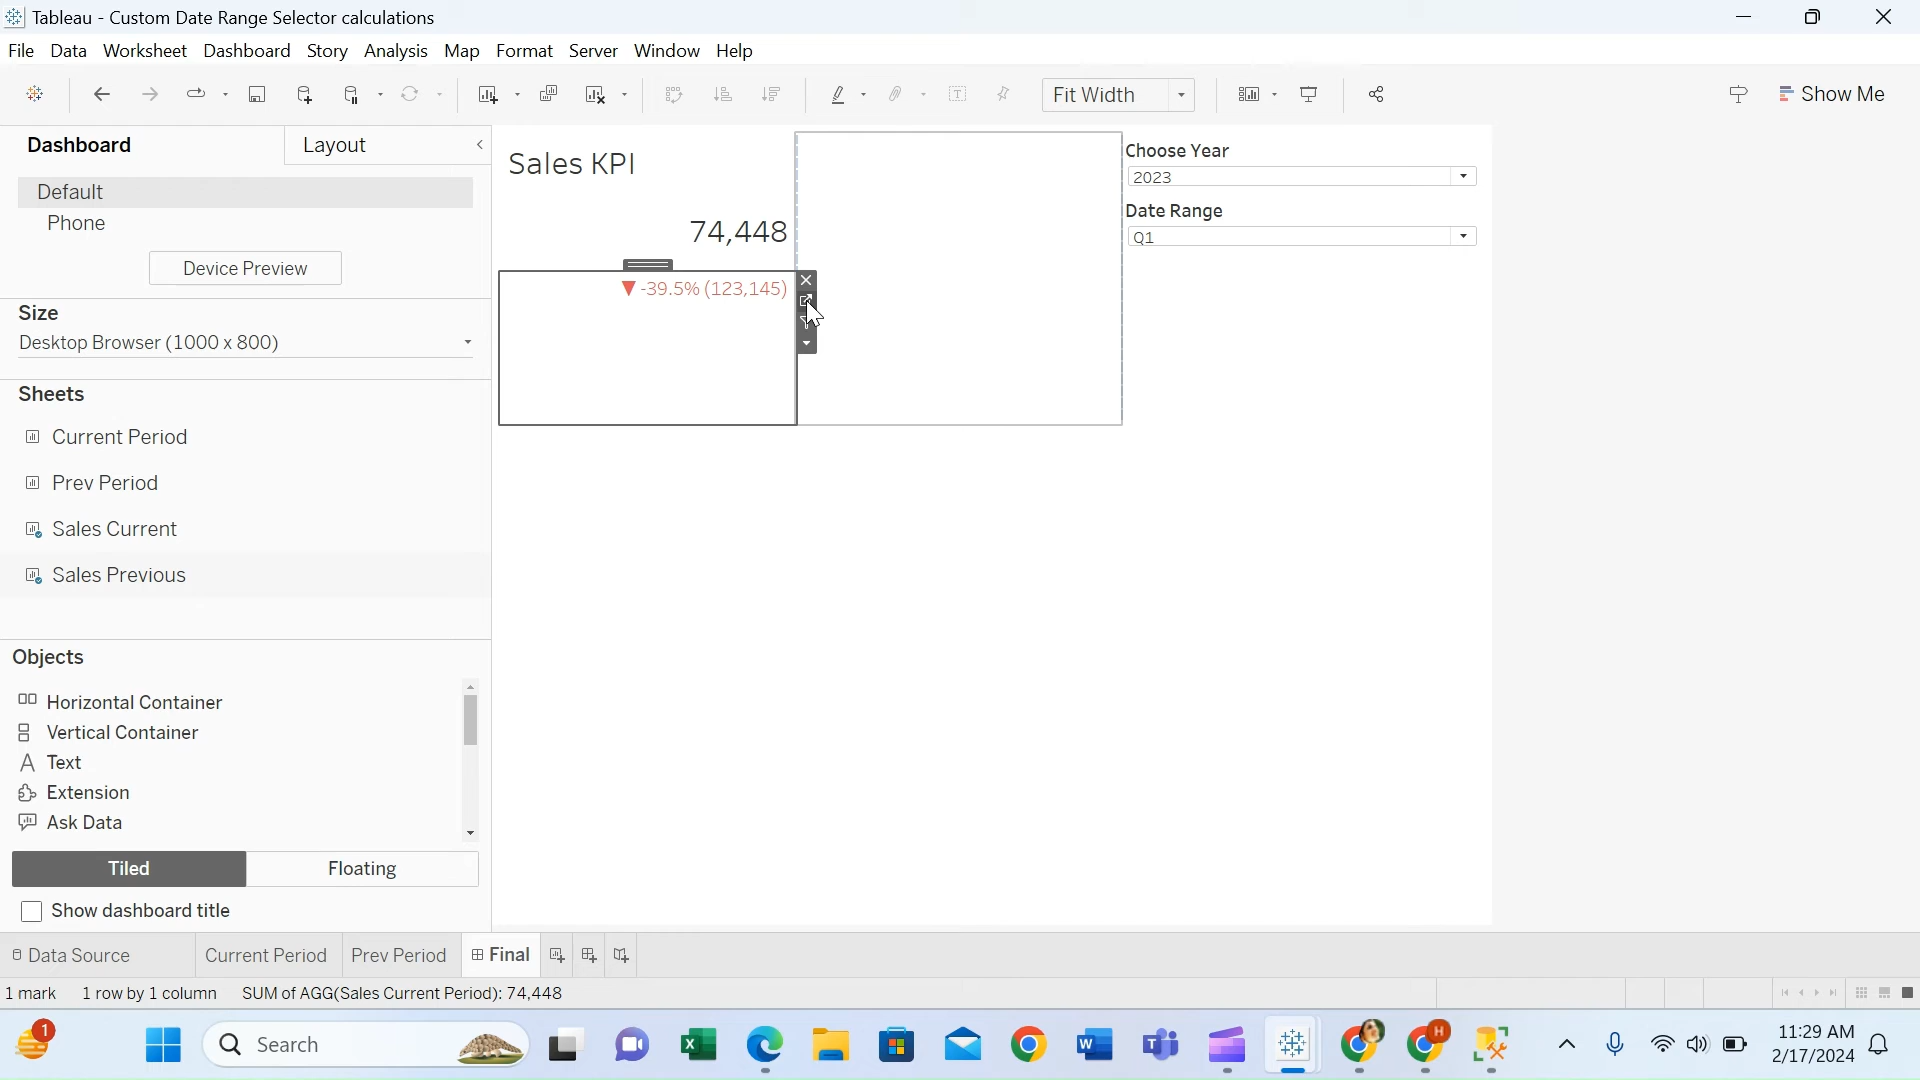 Tableau - Custom Date Range Selector calculations
File Data Worksheet Dashboard Story Analysis Map Format Server Window Help
Fit Width
Show Me
Dashboard
Layout
Default
Phone
Device Preview
Size
Desktop Browser (1000 x 800)
Sheets
Current Period
Prev Period
Sales Current
Sales Previous
Objects
Horizontal Container
Vertical Container
Text
Extension
Ask Data
Tiled
Floating
Show dashboard title
Sales KPI
74,448
▼ -39.5% (123,145)
Choose Year
2023
Date Range
Q1
Data Source
Current Period
Prev Period
Final
1 mark 1 row by 1 column SUM of AGG(Sales Current Period): 74,448
1
Search
H
11:29 AM
2/17/2024